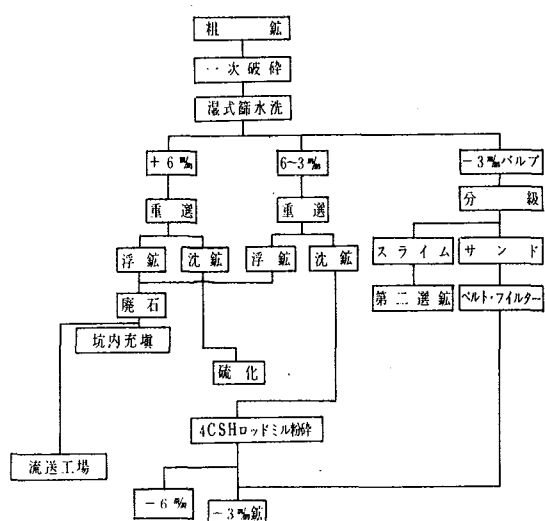 粗鉱
一次破砕
湿式篩水洗
+6㎜
6~3㎜
-3㎜パルプ
重選
重選
分級
浮鉱
沈鉱
浮鉱
沈鉱
スライム
サンド
廃石
第二選鉱
ベルト・フイルター
坑内充塡
硫化
4CSHロッドミル粉砕
流送工場
-6㎜
-3㎜鉱